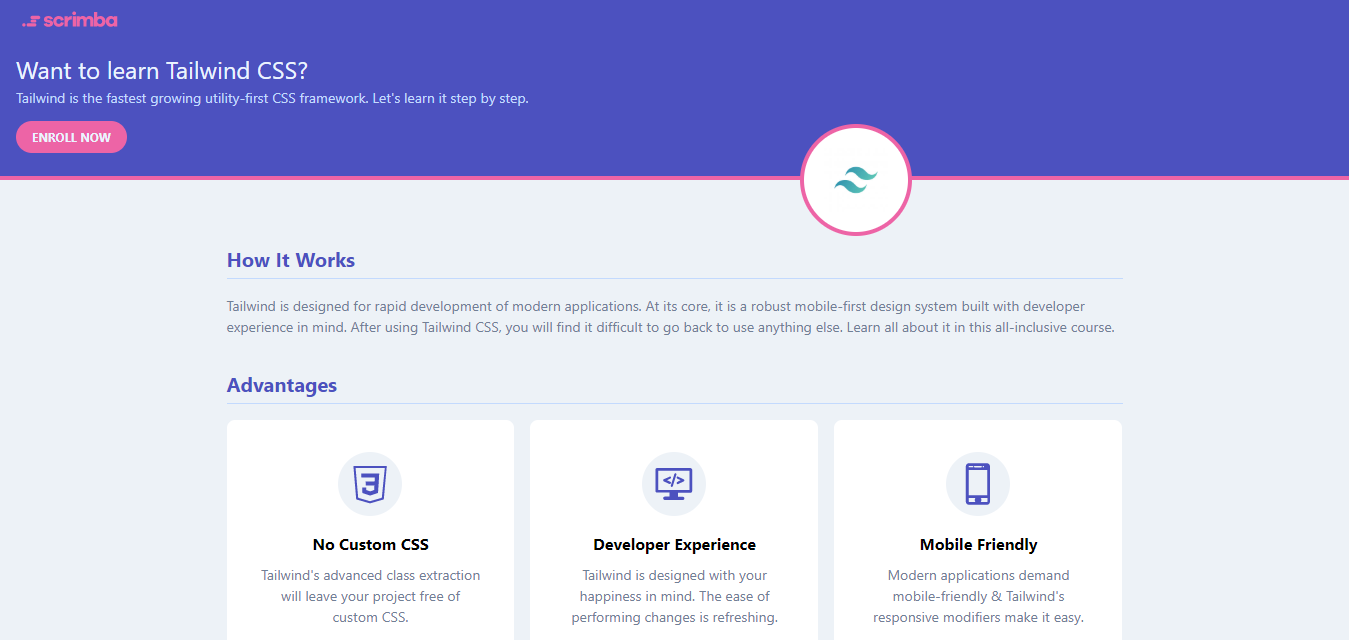 scrimba
Want to learn Tailwind CSS?
Tailwind is the fastest growing utility-first CSS framework. Let's learn it step by step.
ENROLL NOW
How It Works
Tailwind is designed for rapid development of modern applications. At its core, it is a robust mobile-first design system built with developer
experience in mind. After using Tailwind CSS, you will find it difficult to go back to use anything else. Learn all about it in this all-inclusive course.
Advantages
3
No Custom CSS
Tailwind's advanced class extraction
will leave your project free of
custom CSS.
</>
Developer Experience
Tailwind is designed with your
happiness in mind. The ease of
performing changes is refreshing.
Mobile Friendly
Modern applications demand
mobile-friendly & Tailwind's
responsive modifiers make it easy.